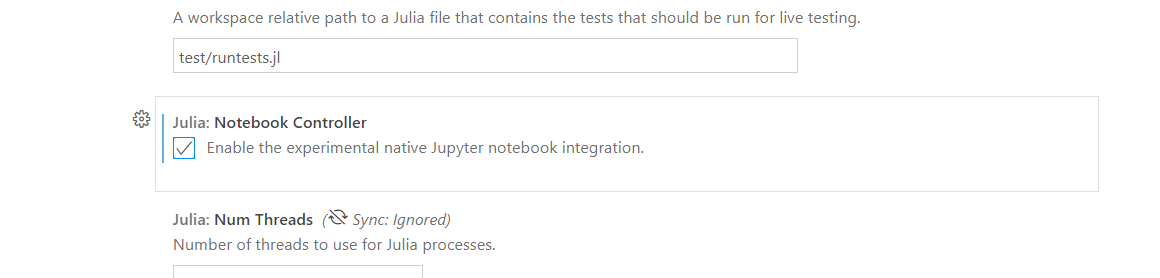 A workspace relative path to a Julia file that contains the tests that should be run for live testing.
test/runtests.jl
Julia: Notebook Controller
Enable the experimental native Jupyter notebook integration.
Julia: Num Threads ( Sync: Ignored)
Number of threads to use for Julia processes.